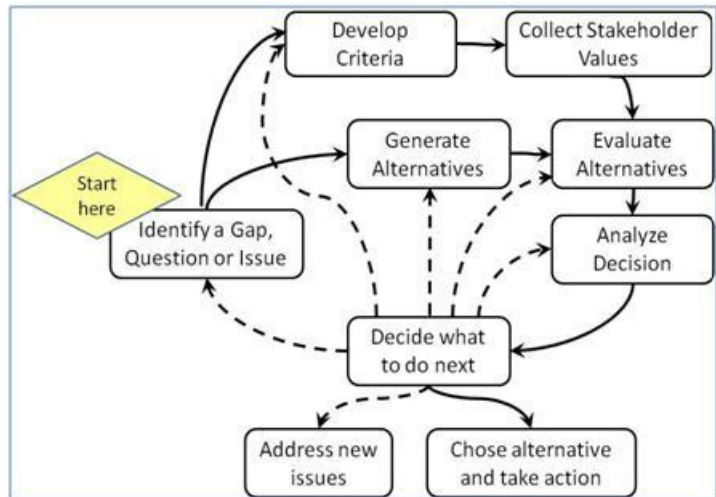 Develop
Criteria
Collect Stakeholder
Values
Generate
Alternatives
Evaluate
Alternatives
Start
here
Identify a Gap,
Question or Issue
Analyze
Decision
Decide what
to do next
Address new
issues
Chose alternative
and take action